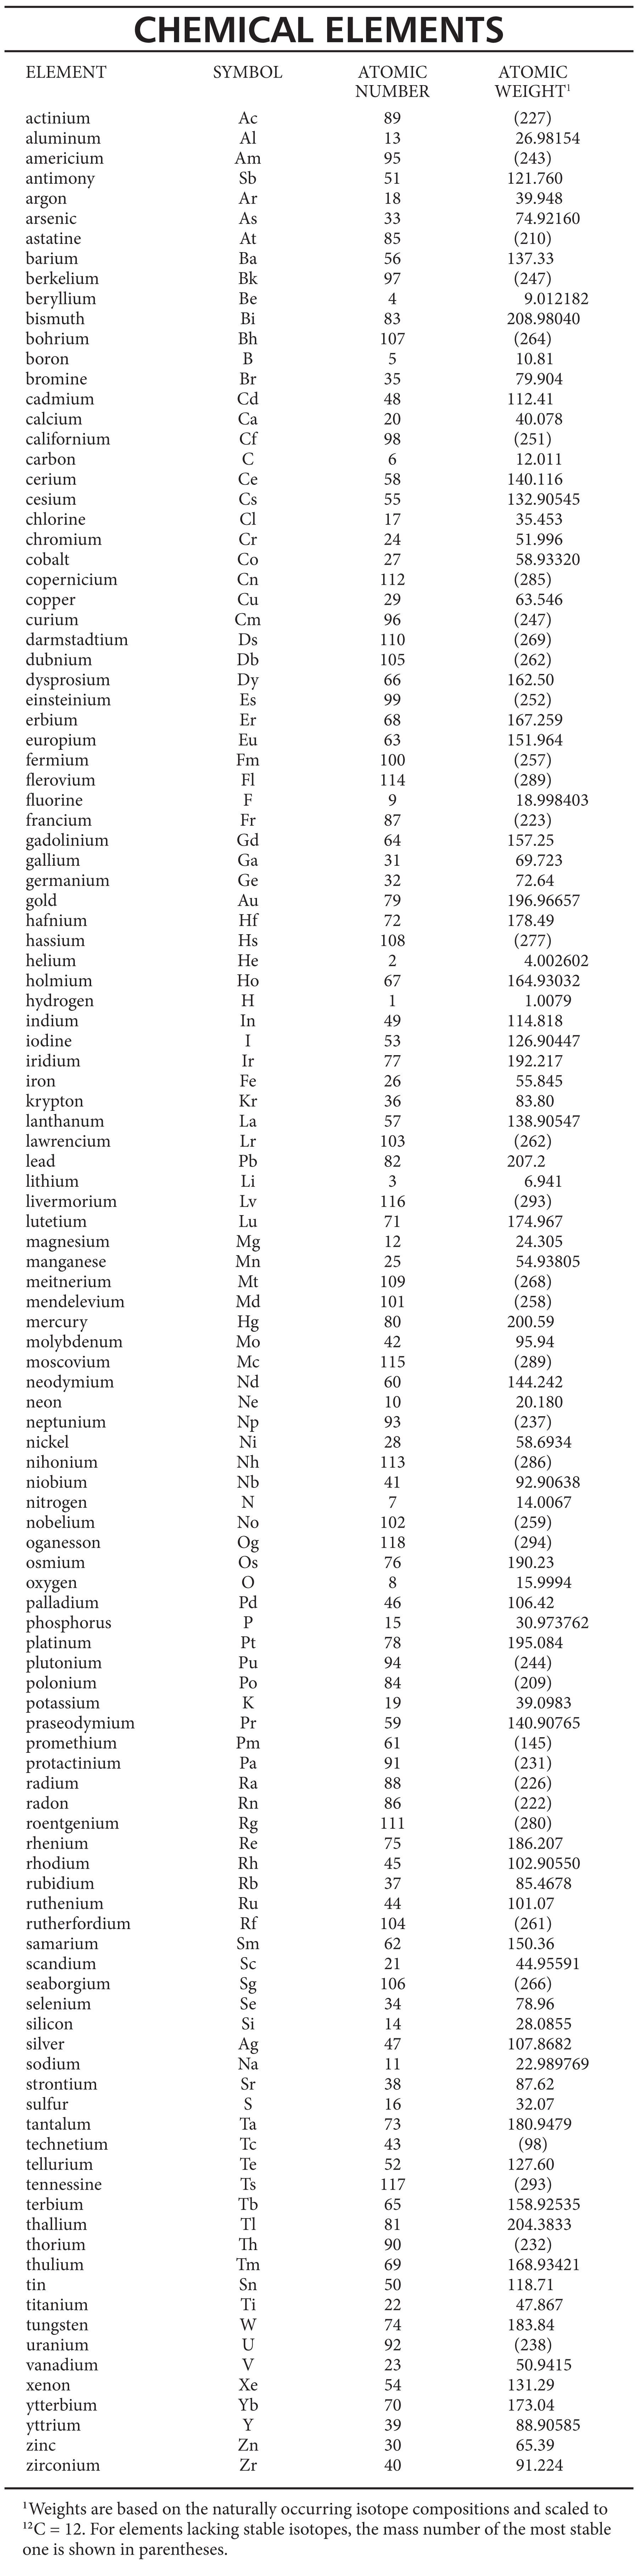 CHEMICAL ELEMENTS
ELEMENT SYMBOL ATOMIC ATOMIC
NUMBER WEIGHT¹
actinium Ac 89 (227)
aluminum Al 13 26.98154
americium Am 95 (243)
antimony Sb 51 121.760
argon Ar 18 39.948
arsenic As 33 74.92160
astatine At 85 (210)
barium Ba 56 137.33
berkelium Bk 97 (247)
beryllium Be 4 9.012182
bismuth Bi 83 208.98040
bohrium Bh 107 (264)
boron B 5 10.81
bromine Br 35 79.904
cadmium Cd 48 112.41
calcium Ca 20 40.078
californium Cf 98 (251)
carbon C 6 12.011
cerium Ce 58 140.116
cesium Cs 55 132.90545
chlorine Cl 17 35.453
chromium Cr 24 51.996
cobalt Co 27 58.93320
copernicium Cn 112 (285)
copper Cu 29 63.546
curium Cm 96 (247)
darmstadtium Ds 110 (269)
dubnium Db 105 (262)
dysprosium Dy 66 162.50
einsteinium Es 99 (252)
erbium Er 68 167.259
europium Eu 63 151.964
fermium Fm 100 (257)
flerovium Fl 114 (289)
fluorine F 9 18.998403
francium Fr 87 (223)
gadolinium Gd 64 157.25
gallium Ga 31 69.723
germanium Ge 32 72.64
gold Au 79 196.96657
hafnium Hf 72 178.49
hassium Hs 108 (277)
helium He 2 4.002602
holmium Ho 67 164.93032
hydrogen H 1 1.0079
indium In 49 114.818
iodine I 53 126.90447
iridium Ir 77 192.217
iron Fe 26 55.845
krypton Kr 36 83.80
lanthanum La 57 138.90547
lawrencium Lr 103 (262)
lead Pb 82 207.2
lithium Li 3 6.941
livermorium Lv 116 (293)
lutetium Lu 71 174.967
magnesium Mg 12 24.305
manganese Mn 25 54.93805
meitnerium Mt 109 (268)
mendelevium Md 101 (258)
mercury Hg 80 200.59
molybdenum Mo 42 95.94
moscovium Mc 115 (289)
neodymium Nd 60 144.242
neon Ne 10 20.180
neptunium Np 93 (237)
nickel Ni 28 58.6934
nihonium Nh 113 (286)
niobium Nb 41 92.90638
nitrogen N 7 14.0067
nobelium No 102 (259)
oganesson Og 118 (294)
osmium Os 76 190.23
oxygen O 8 15.9994
palladium Pd 46 106.42
phosphorus P 15 30.973762
platinum Pt 78 195.084
plutonium Pu 94 (244)
polonium Po 84 (209)
potassium K 19 39.0983
praseodymium Pr 59 140.90765
promethium Pm 61 (145)
protactinium Pa 91 (231)
radium Ra 88 (226)
radon Rn 86 (222)
roentgenium Rg 111 (280)
rhenium Re 75 186.207
rhodium Rh 45 102.90550
rubidium Rb 37 85.4678
ruthenium Ru 44 101.07
rutherfordium Rf 104 (261)
samarium Sm 62 150.36
scandium Sc 21 44.95591
seaborgium Sg 106 (266)
selenium Se 34 78.96
silicon Si 14 28.0855
silver Ag 47 107.8682
sodium Na 11 22.989769
strontium Sr 38 87.62
sulfur S 16 32.07
tantalum Ta 73 180.9479
technetium Tc 43 (98)
tellurium Te 52 127.60
tennessine Ts 117 (293)
terbium Tb 65 158.92535
thallium Tl 81 204.3833
thorium Th 90 (232)
thulium Tm 69 168.93421
tin Sn 50 118.71
titanium Ti 22 47.867
tungsten W 74 183.84
uranium U 92 (238)
vanadium V 23 50.9415
xenon Xe 54 131.29
ytterbium Yb 70 173.04
yttrium Y 39 88.90585
zinc Zn 30 65.39
zirconium Zr 40 91.224
¹Weights are based on the naturally occurring isotope compositions and scaled to
¹²C = 12. For elements lacking stable isotopes, the mass number of the most stable
one is shown in parentheses.